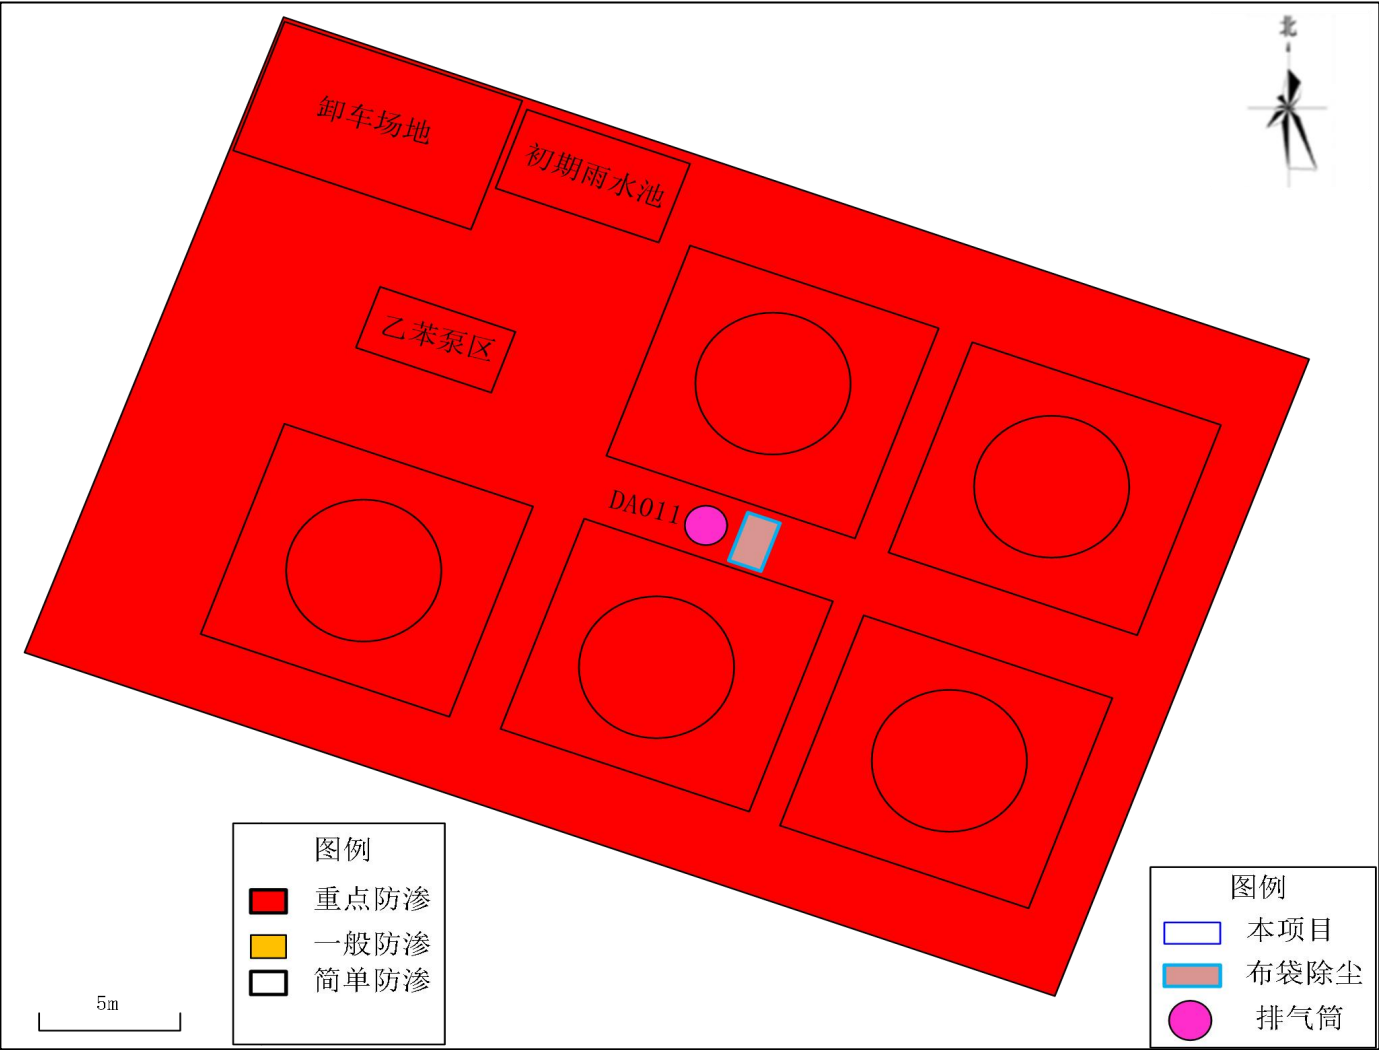 北
卸车场地
初期雨水池
乙苯泵区
DA011
图例
重点防渗
一般防渗
简单防渗
5m
图例
本项目
布袋除尘
排气筒